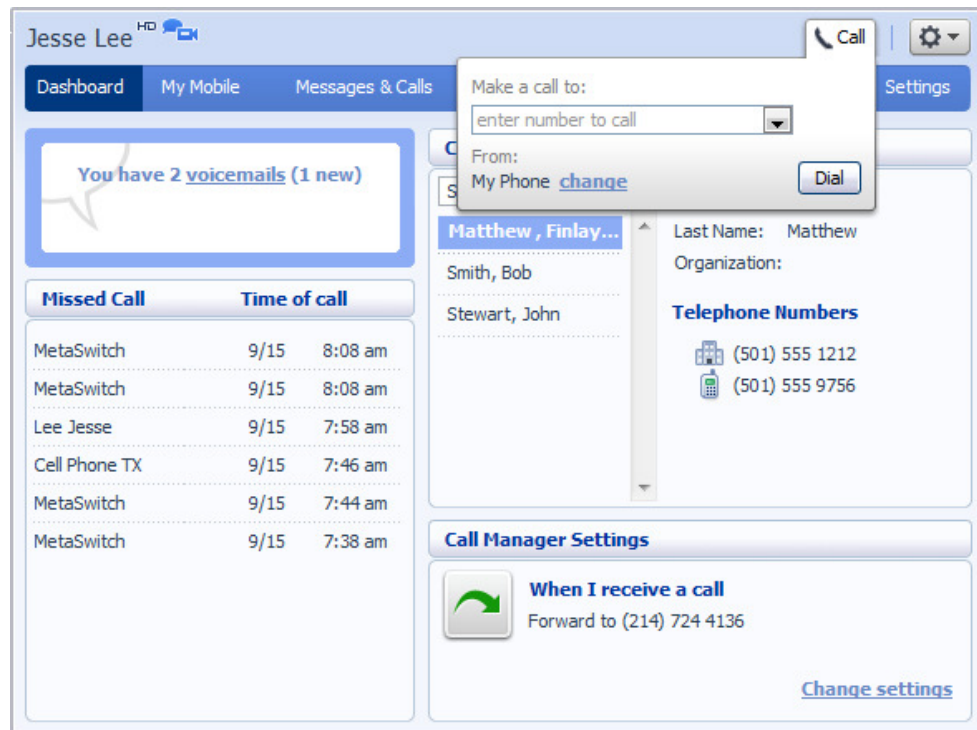 Jesse Lee HD
Call
Dashboard My Mobile Messages & Calls Settings
Make a call to:
enter number to call
From:
My Phone change
Dial
You have 2 voicemails (1 new)
Missed Call Time of call
MetaSwitch 9/15 8:08 am
MetaSwitch 9/15 8:08 am
Lee Jesse 9/15 7:58 am
Cell Phone TX 9/15 7:46 am
MetaSwitch 9/15 7:44 am
MetaSwitch 9/15 7:38 am
C
S
Matthew , Finlay...
Smith, Bob
Stewart, John
Last Name: Matthew
Organization:
Telephone Numbers
(501) 555 1212
(501) 555 9756
Call Manager Settings
When I receive a call
Forward to (214) 724 4136
Change settings